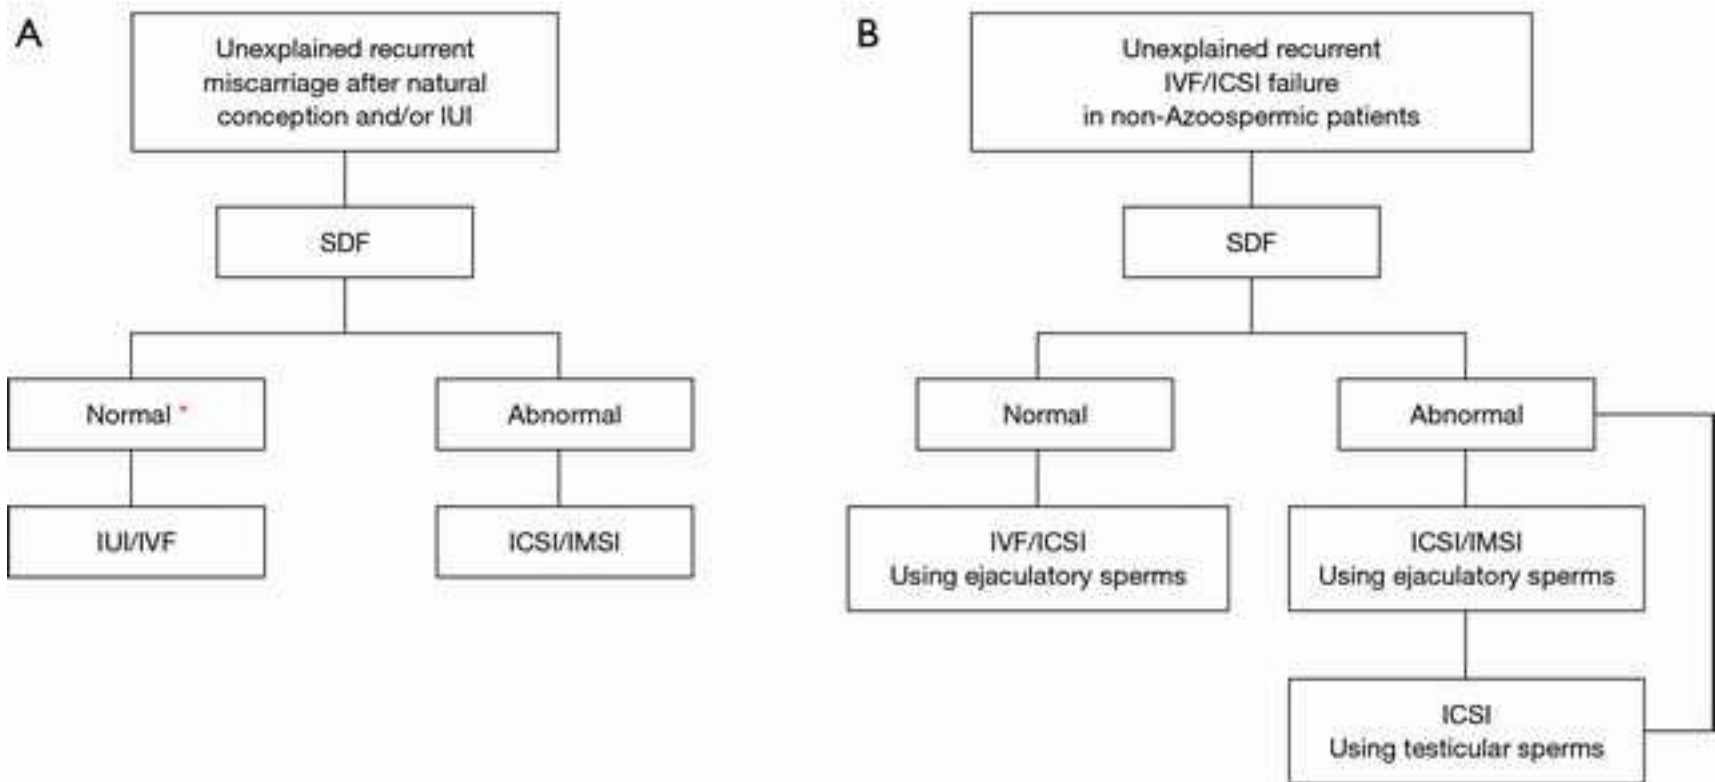 A
Unexplained recurrent
miscarriage after natural
conception and/or IUI
SDF
Normal *
Abnormal
IUI/IVF
ICSI/IMSI
B
Unexplained recurrent
IVF/ICSI failure
in non-Azoospermic patients
SDF
Normal
Abnormal
IVF/ICSI
Using ejaculatory sperms
ICSI/IMSI
Using ejaculatory sperms
ICSI
Using testicular sperms